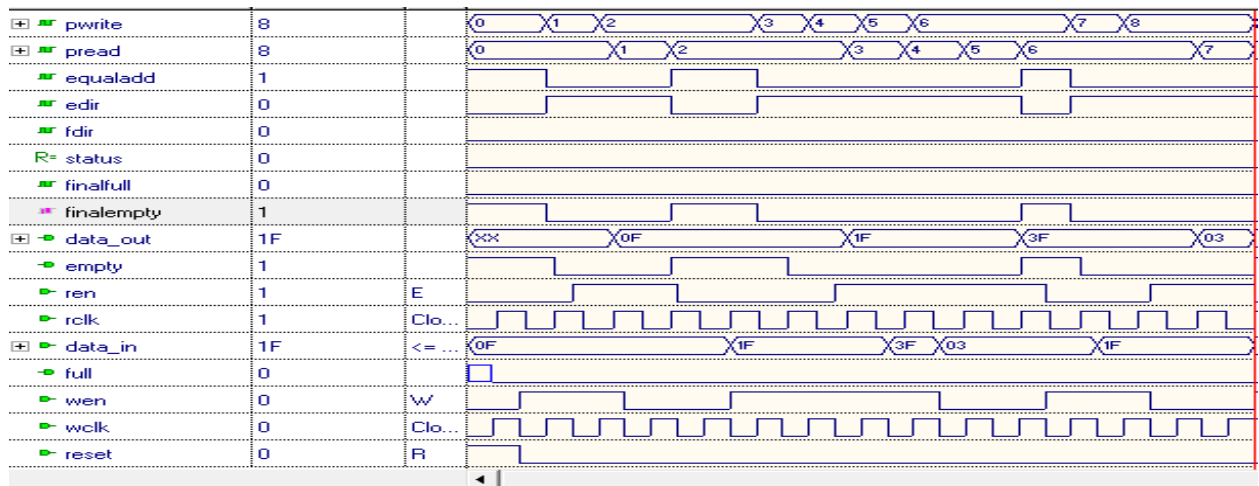 pwrite 8 0 1 2 3 4 5 6 7 8
pread 8 0 1 2 3 4 5 6 7
equaladd 1
edir 0
fdir 0
R= status 0
finalfull 0
finalempty 1
data_out 1F XX 0F 1F 3F 03
empty 1
ren 1 E
rclk 1 Clo...
data_in 1F <= ... 0F 1F 3F 03 1F
full 0
wen 0 W
wclk 0 Clo...
reset 0 R